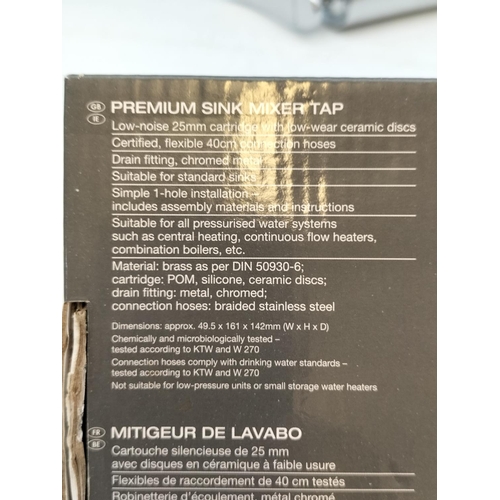 GB PREMIUM SINK MIXER TAP
IE
Low-noise 25mm cartridge with low-wear ceramic discs
Certified, flexible 40cm connection hoses
Drain fitting, chromed metal
Suitable for standard sinks
Simple 1-hole installation –
includes assembly materials and instructions
Suitable for all pressurised water systems
such as central heating, continuous flow heaters,
combination boilers, etc.
Material: brass as per DIN 50930-6;
cartridge: POM, silicone, ceramic discs;
drain fitting: metal, chromed;
connection hoses: braided stainless steel
Dimensions: approx. 49.5 x 161 x 142mm (W x H x D)
Chemically and microbiologically tested –
tested according to KTW and W 270
Connection hoses comply with drinking water standards –
tested according to KTW and W 270
Not suitable for low-pressure units or small storage water heaters
FR MITIGEUR DE LAVABO
BE
Cartouche silencieuse de 25 mm
avec disques en céramique à faible usure
Flexibles de raccordement de 40 cm testés
Robinetterie d'écoulement, métal chromé